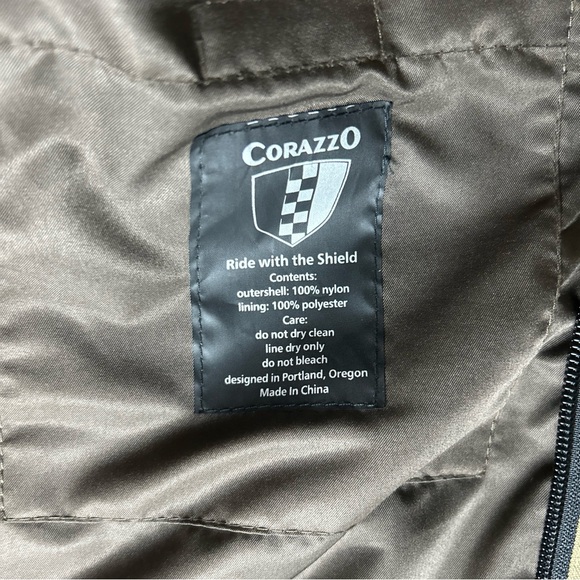 CORAZZO
Ride with the Shield
Contents:
outershell: 100% nylon
lining: 100% polyester
Care:
do not dry clean
line dry only
do not bleach
designed in Portland, Oregon
Made in China